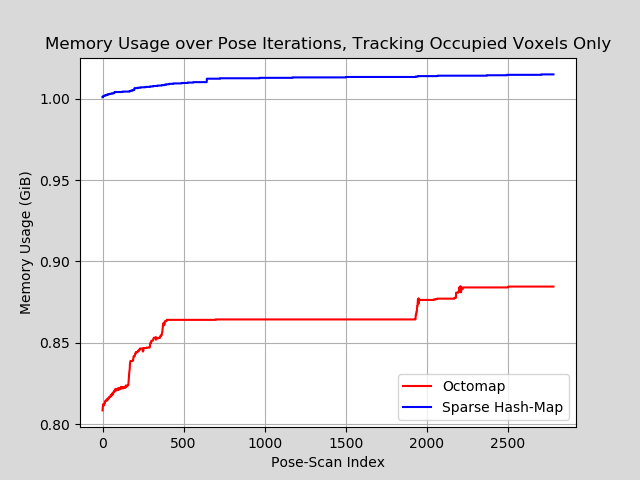 Memory Usage over Pose Iterations, Tracking Occupied Voxels Only
Memory Usage (GiB)
1.00
0.95
0.90
0.85
0.80
Octomap
Sparse Hash-Map
0 500 1000 1500 2000 2500
Pose-Scan Index